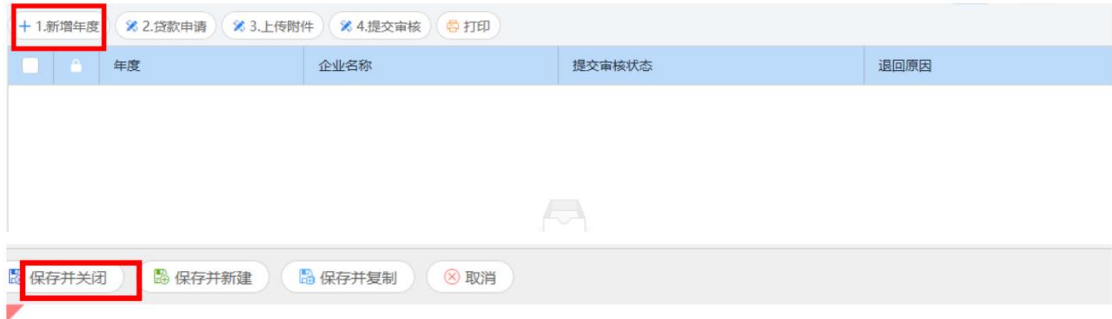 1.新增年度 2.贷款申请 3.上传附件 4.提交审核 打印
年度 企业名称 提交审核状态 退回原因
保存并关闭 保存并新建 保存并复制 取消